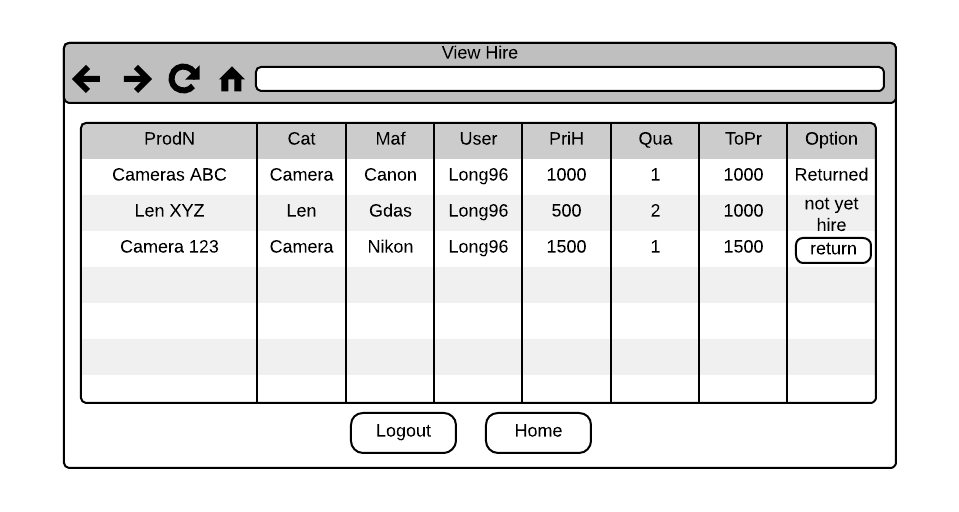 View Hire
ProdN Cat Maf User PriH Qua ToPr Option
Cameras ABC Camera Canon Long96 1000 1 1000 Returned
Len XYZ Len Gdas Long96 500 2 1000 not yet
hire
Camera 123 Camera Nikon Long96 1500 1 1500 return
Logout Home